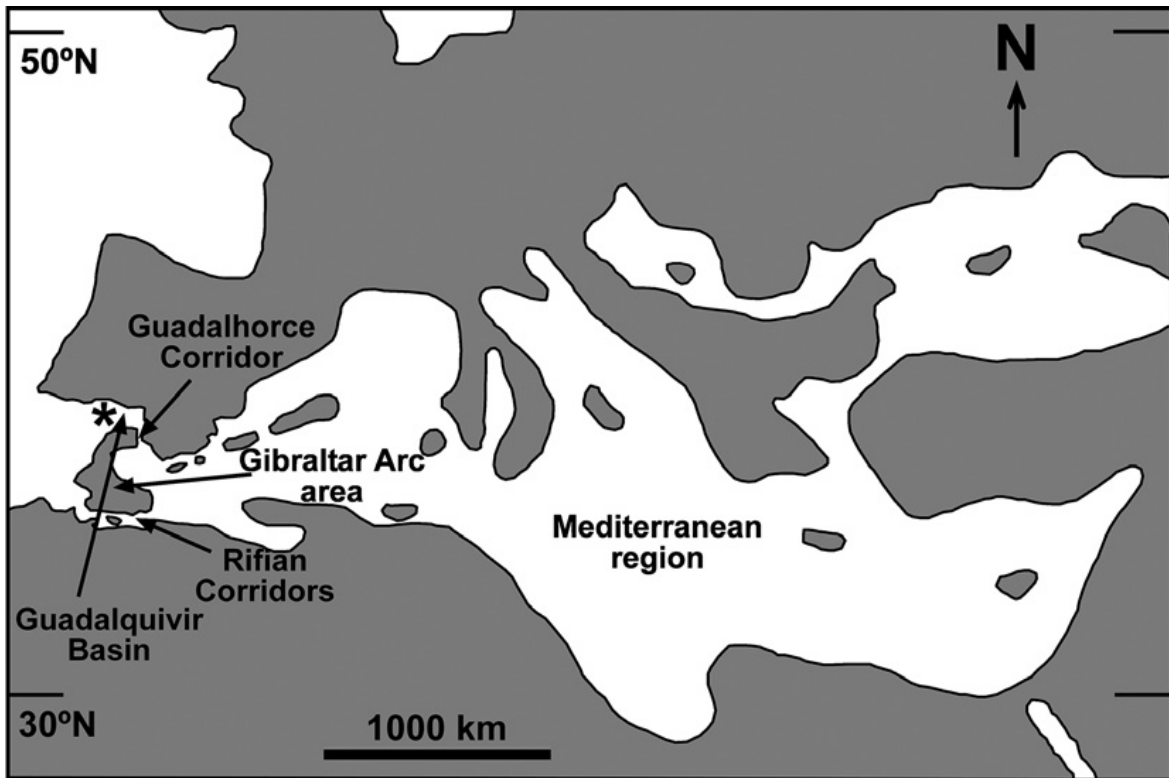 50ºN
N
Guadalhorce
Corridor
*
Gibraltar Arc
area
Mediterranean
region
Rifian
Corridors
Guadalquivir
Basin
30ºN
1000 km